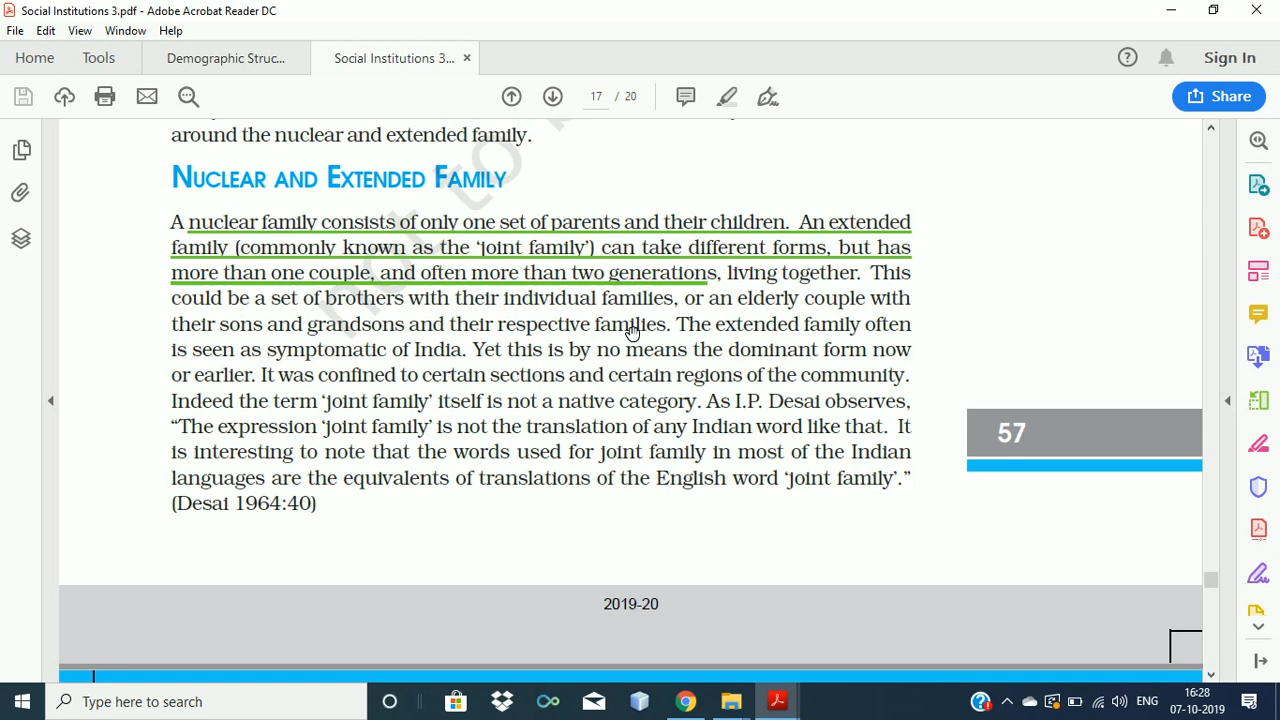 Social Institutions 3.pdf - Adobe Acrobat Reader DC
File Edit View Window Help
Home Tools Demographic Struc... Social Institutions 3... × Sign In
17 / 20 Share
around the nuclear and extended family.
NUCLEAR AND EXTENDED FAMILY
A nuclear family consists of only one set of parents and their children. An extended
family (commonly known as the ‘joint family’) can take different forms, but has
more than one couple, and often more than two generations, living together. This
could be a set of brothers with their individual families, or an elderly couple with
their sons and grandsons and their respective families. The extended family often
is seen as symptomatic of India. Yet this is by no means the dominant form now
or earlier. It was confined to certain sections and certain regions of the community.
Indeed the term ‘joint family’ itself is not a native category. As I.P. Desai observes,
“The expression ‘joint family’ is not the translation of any Indian word like that. It
is interesting to note that the words used for joint family in most of the Indian
languages are the equivalents of translations of the English word ‘joint family’.”
(Desai 1964:40)
57
not to
2019-20
Type here to search
ENG
16:28
07-10-2019